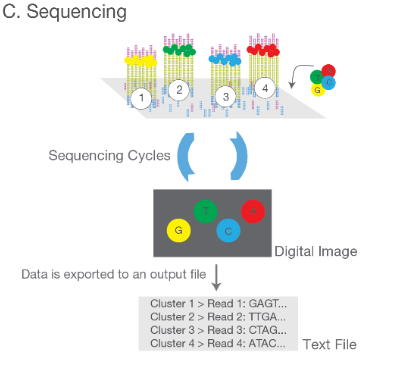 C. Sequencing
1
2
3
4
T
G
C
Sequencing Cycles
T
G
C
Digital Image
Data is exported to an output file
Cluster 1 > Read 1: GAGT...
Cluster 2 > Read 2: TTGA...
Cluster 3 > Read 3: CTAG...
Cluster 4 > Read 4: ATAC...
Text File